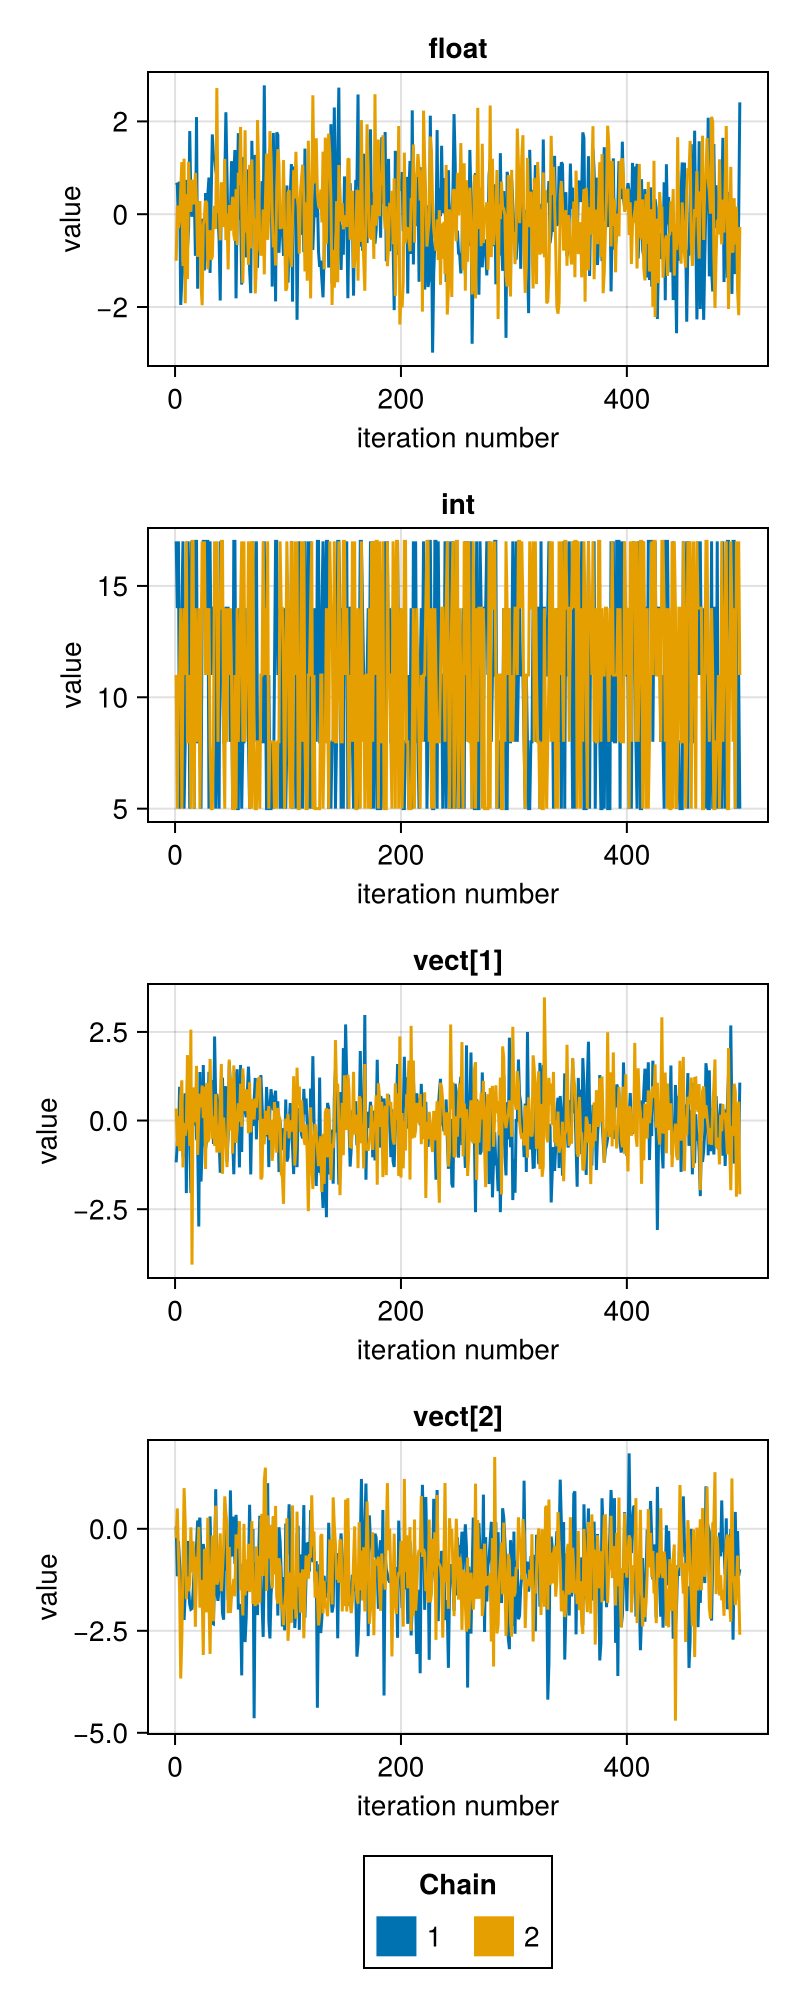 float
2
0
−2
value
0 200 400
iteration number
int
15
10
5
value
0 200 400
iteration number
vect[1]
2.5
0.0
−2.5
value
0 200 400
iteration number
vect[2]
0.0
−2.5
−5.0
value
0 200 400
iteration number
Chain
1 2